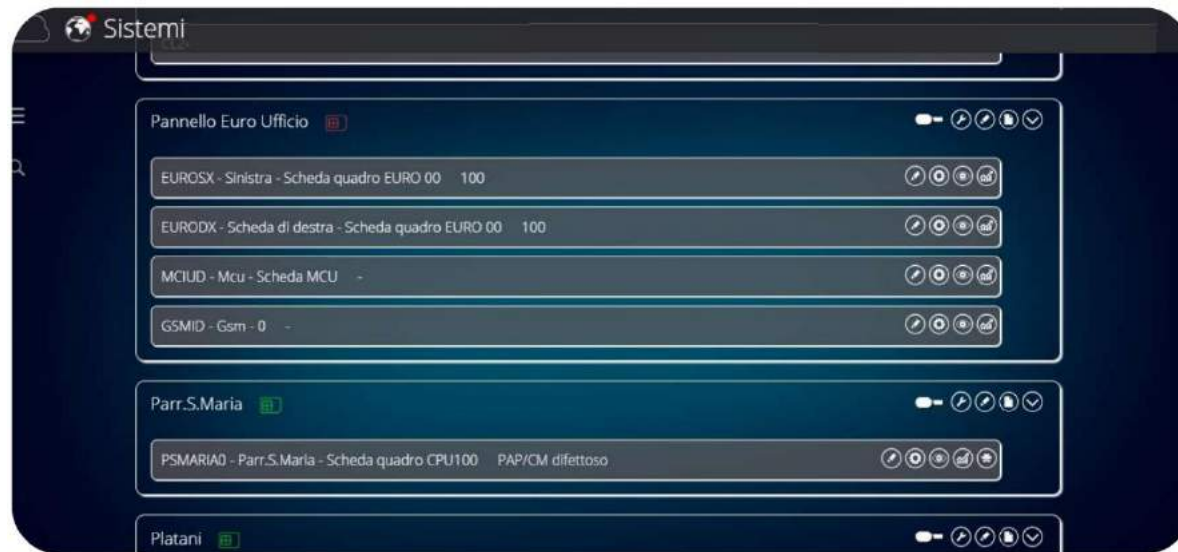 Sistemi
Pannello Euro Ufficio
EUROSX - Sinistra - Scheda quadro EURO 00 100
EURODX - Scheda di destra - Scheda quadro EURO 00 100
MCIUD - Mcu - Scheda MCU -
GSMID - Gsm - 0 -
Parr.S.Maria
PSMARIA0 - Parr.S.Maria - Scheda quadro CPU100 PAP/CM difettoso
Platani